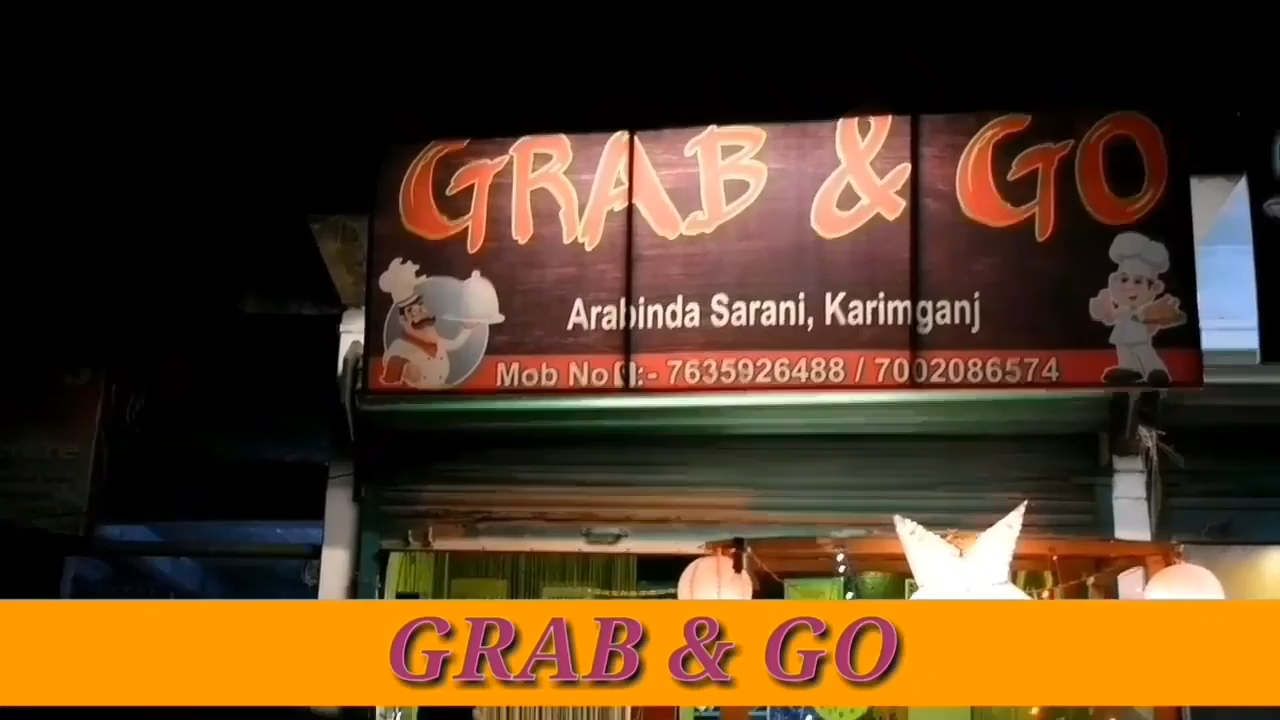 GRAB & GO
Arabinda Sarani, Karimganj
Mob No :- 7635926488 / 7002086574
GRAB & GO